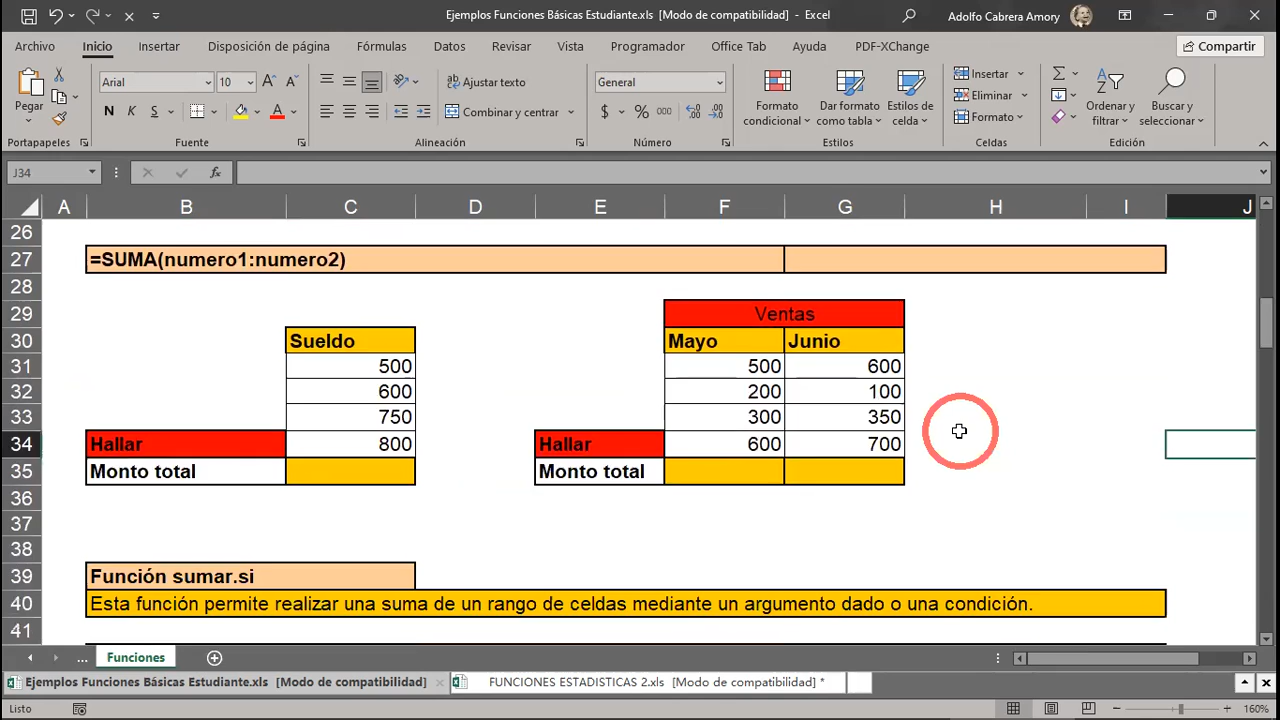 Ejemplos Funciones Básicas Estudiante.xls [Modo de compatibilidad] - Excel
Adolfo Cabrera Amory
Archivo Inicio Insertar Disposición de página Fórmulas Datos Revisar Vista Programador Office Tab Ayuda PDF-XChange Compartir
Pegar
Arial 10
N K S
Ajustar texto
Combinar y centrar
General
$ % 000
Formato condicional
Dar formato como tabla
Estilos de celda
Insertar
Eliminar
Formato
Ordenar y filtrar
Buscar y seleccionar
Portapapeles Fuente Alineación Número Estilos Celdas Edición
J34 fx
A B C D E F G H I J
26
27 =SUMA(numero1:numero2)
28
29 Ventas
30 Sueldo Mayo Junio
31 500 500 600
32 600 200 100
33 750 300 350
34 Hallar 800 Hallar 600 700
35 Monto total Monto total
36
37
38
39 Función sumar.si
40 Esta función permite realizar una suma de un rango de celdas mediante un argumento dado o una condición.
41
... Funciones
Ejemplos Funciones Básicas Estudiante.xls [Modo de compatibilidad] FUNCIONES ESTADISTICAS 2.xls [Modo de compatibilidad] *
Listo 160%